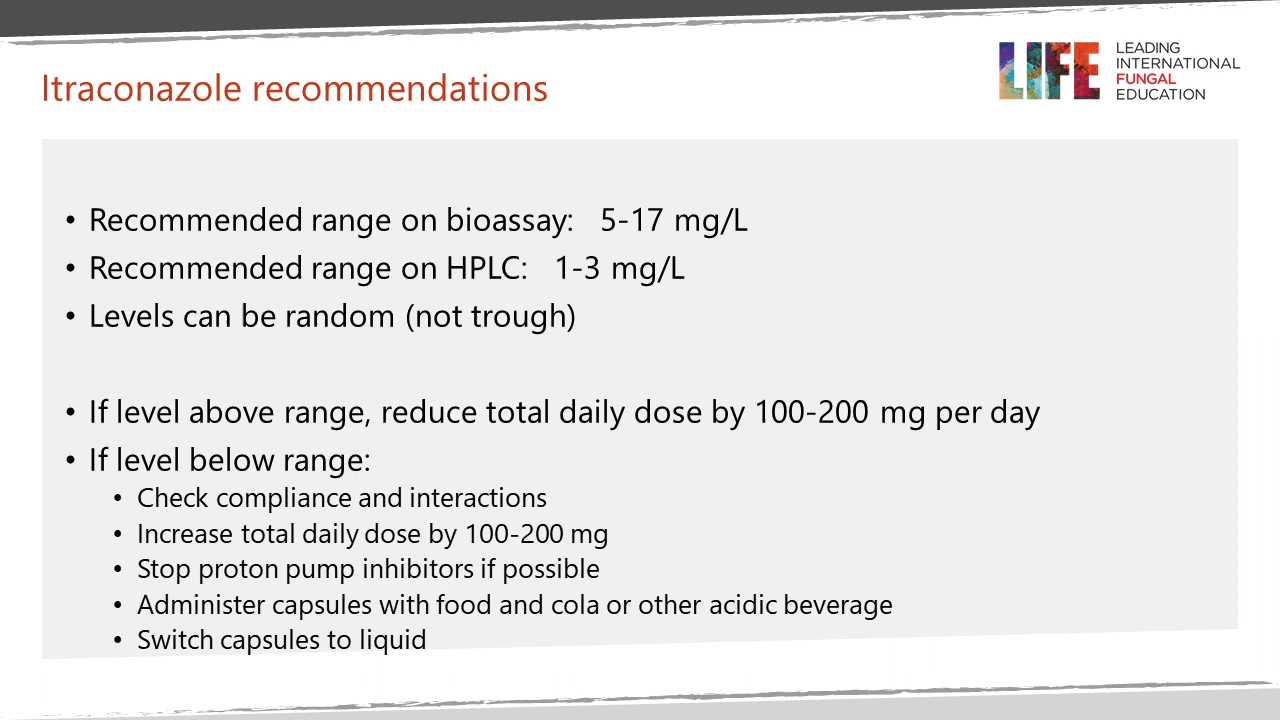 Itraconazole recommendations
LIFE
LEADING
INTERNATIONAL
FUNGAL
EDUCATION
• Recommended range on bioassay: 5-17 mg/L
• Recommended range on HPLC: 1-3 mg/L
• Levels can be random (not trough)
• If level above range, reduce total daily dose by 100-200 mg per day
• If level below range:
• Check compliance and interactions
• Increase total daily dose by 100-200 mg
• Stop proton pump inhibitors if possible
• Administer capsules with food and cola or other acidic beverage
• Switch capsules to liquid